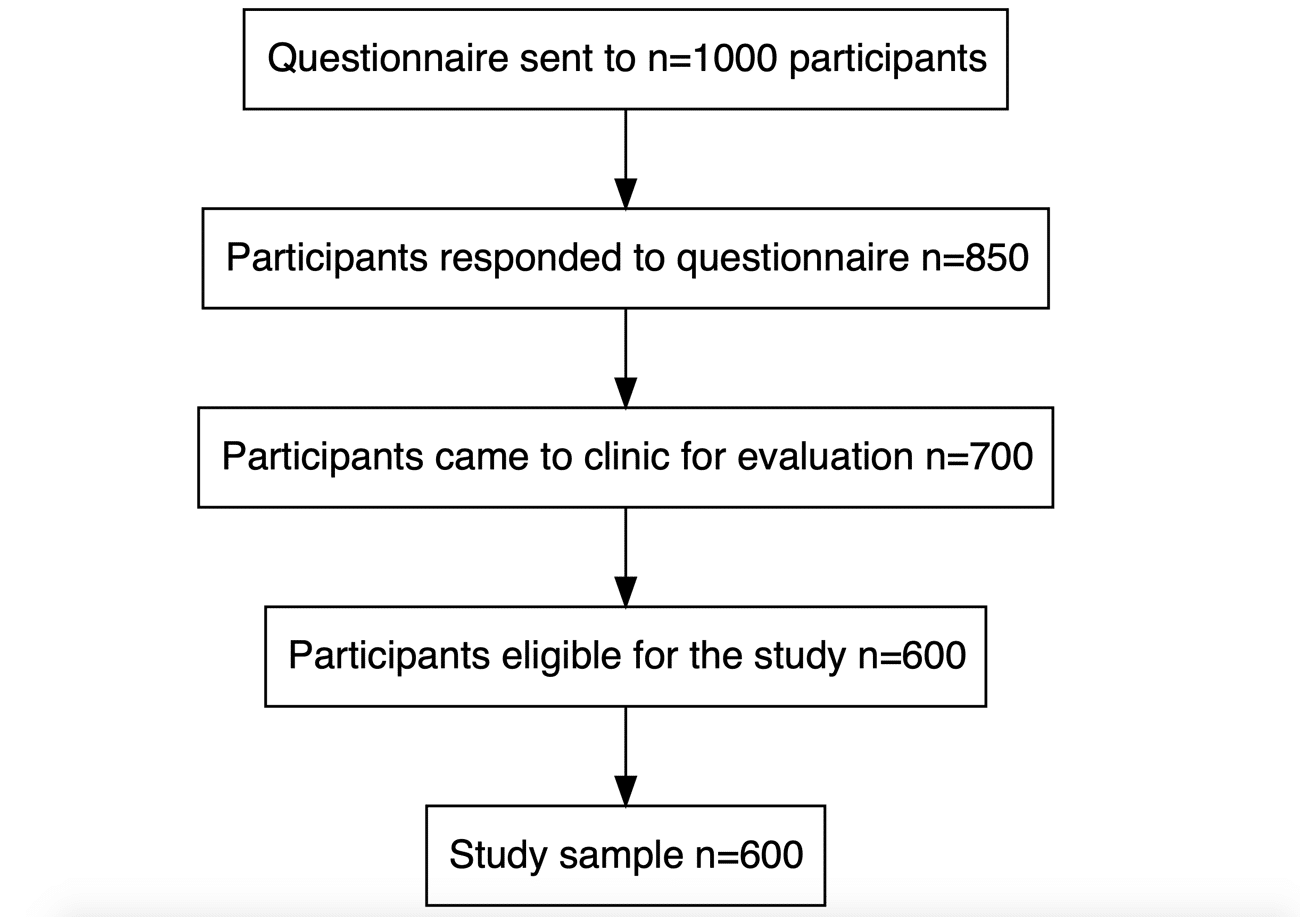 Questionnaire sent to n=1000 participants
Participants responded to questionnaire n=850
Participants came to clinic for evaluation n=700
Participants eligible for the study n=600
Study sample n=600